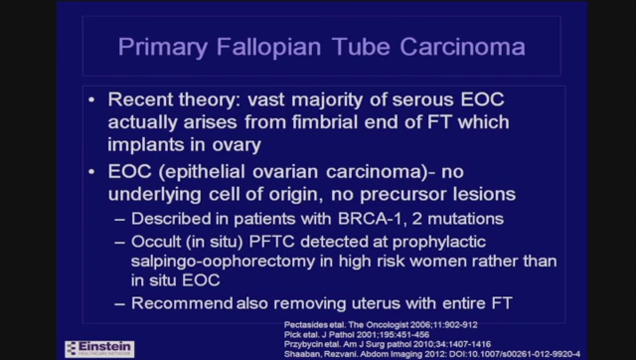 Primary Fallopian Tube Carcinoma
• Recent theory: vast majority of serous EOC
actually arises from fimbrial end of FT which
implants in ovary
• EOC (epithelial ovarian carcinoma)- no
underlying cell of origin, no precursor lesions
– Described in patients with BRCA-1, 2 mutations
– Occult (in situ) PFTC detected at prophylactic
salpingo-oophorectomy in high risk women rather than
in situ EOC
– Recommend also removing uterus with entire FT
Pectasides etal. The Oncologist 2006;11:902-912
Pick etal. J Pathol 2001;195:451-456
Przybycin etal. Am J Surg pathol 2010;34:1407-1416
Shaaban, Rezvani. Abdom Imaging 2012: DOI:10.1007/s00261-012-9920-4
Einstein
HEALTHCARE NETWORK